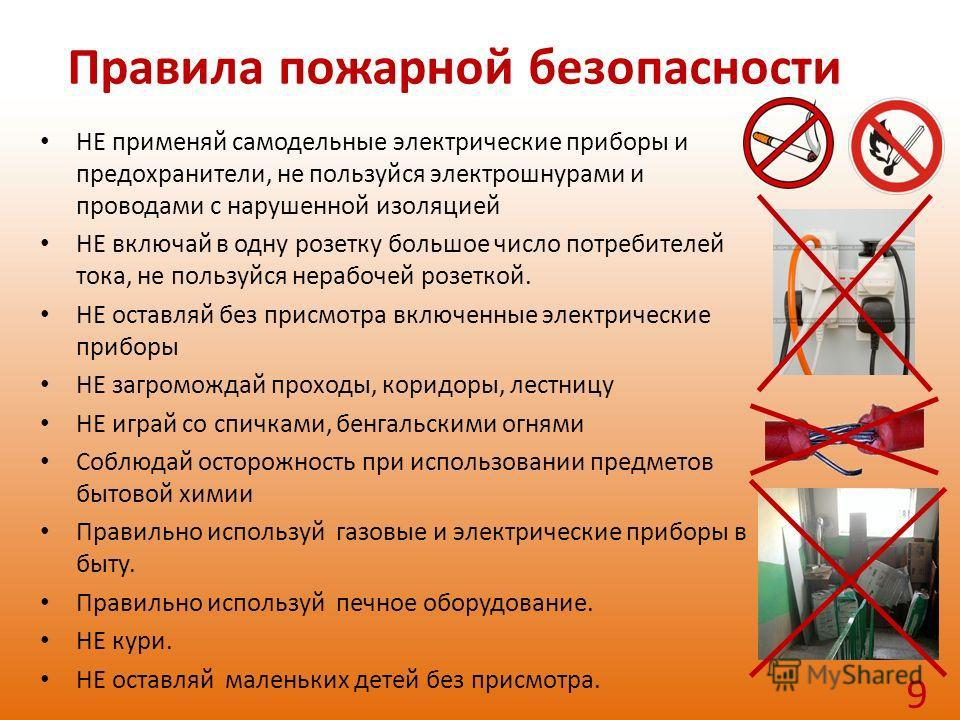 Правила пожарной безопасности
• НЕ применяй самодельные электрические приборы и
предохранители, не пользуйся электрошнурами и
проводами с нарушенной изоляцией
• НЕ включай в одну розетку большое число потребителей
тока, не пользуйся нерабочей розеткой.
• НЕ оставляй без присмотра включенные электрические
приборы
• НЕ загромождай проходы, коридоры, лестницу
• НЕ играй со спичками, бенгальскими огнями
• Соблюдай осторожность при использовании предметов
бытовой химии
• Правильно используй газовые и электрические приборы в
быту.
• Правильно используй печное оборудование.
• НЕ кури.
• НЕ оставляй маленьких детей без присмотра.
MyShared
9